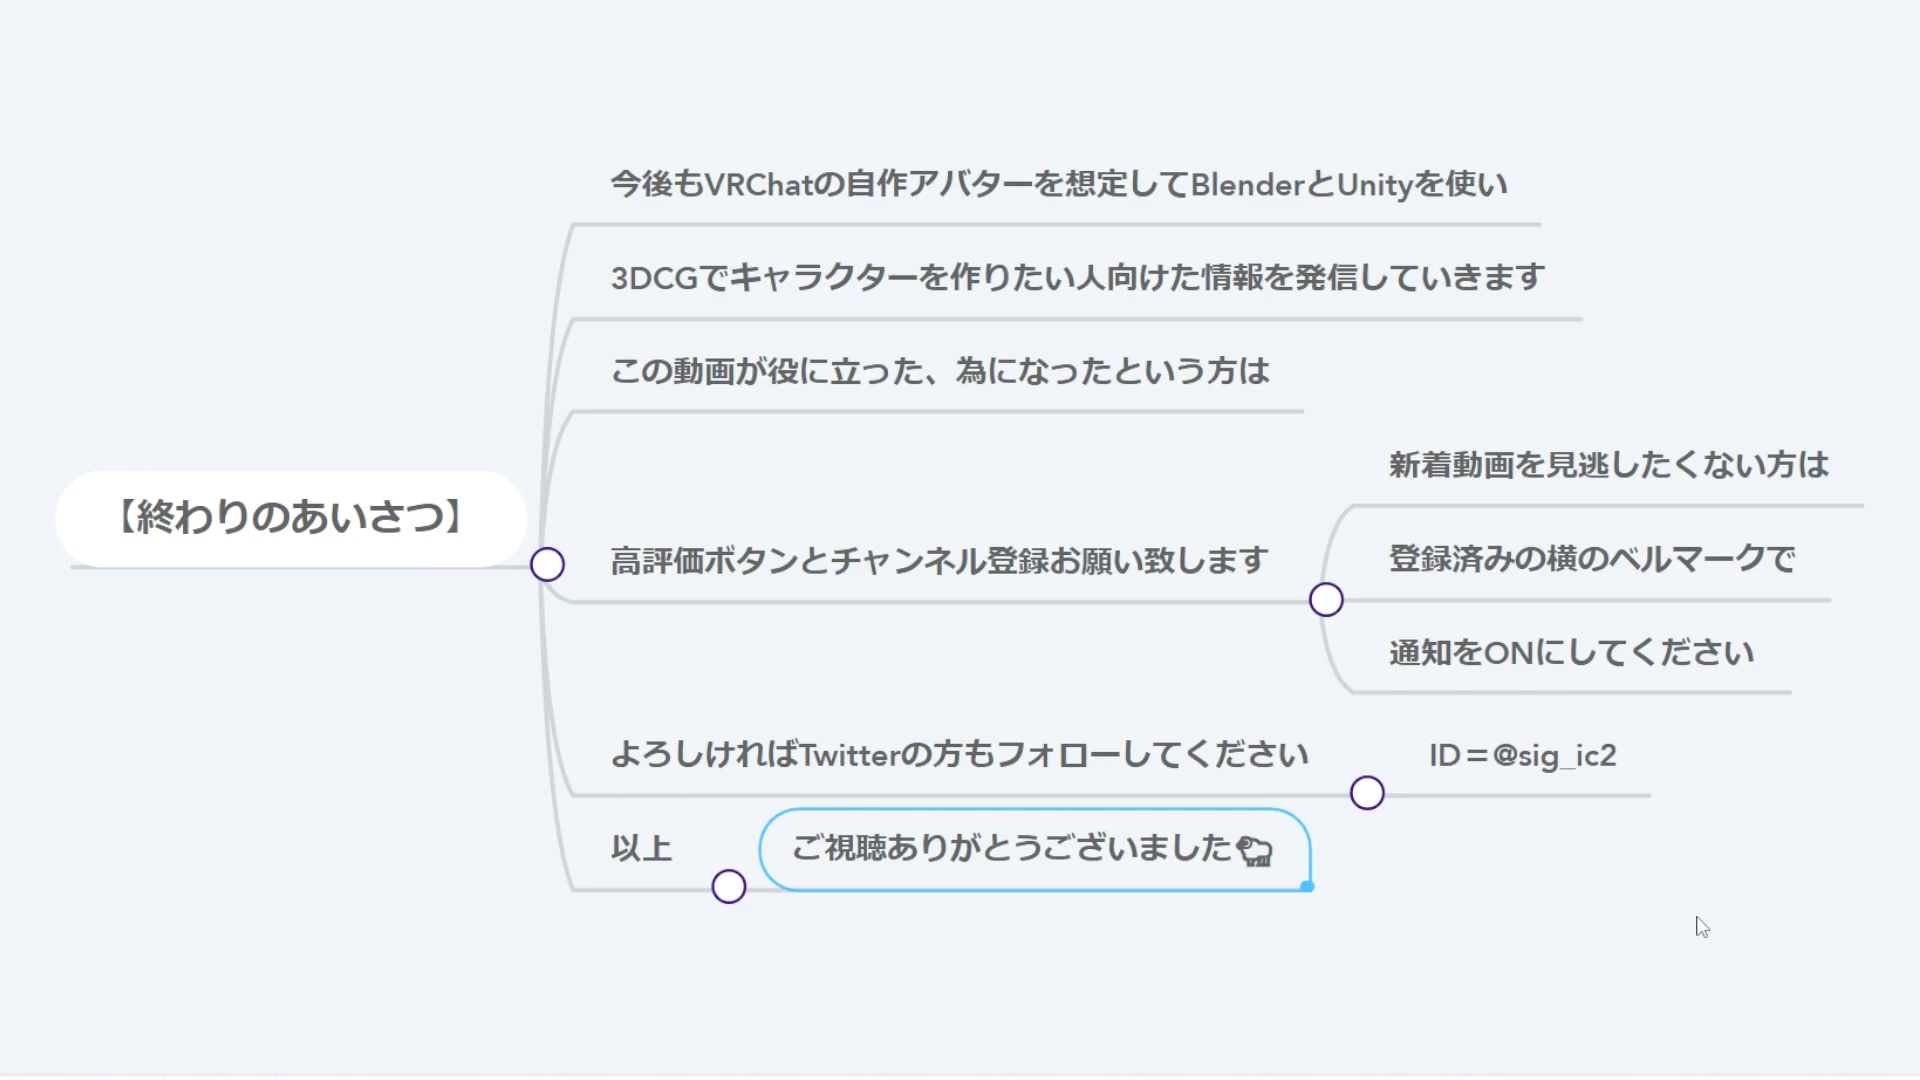 【終わりのあいさつ】
今後もVRChatの自作アバターを想定してBlenderとUnityを使い
3DCGでキャラクターを作りたい人向けた情報を発信していきます
この動画が役に立った、為になったという方は
高評価ボタンとチャンネル登録お願い致します
新着動画を見逃したくない方は
登録済みの横のベルマークで
通知をONにしてください
よろしければTwitterの方もフォローしてください
ID＝@sig_ic2
以上
ご視聴ありがとうございました🐑